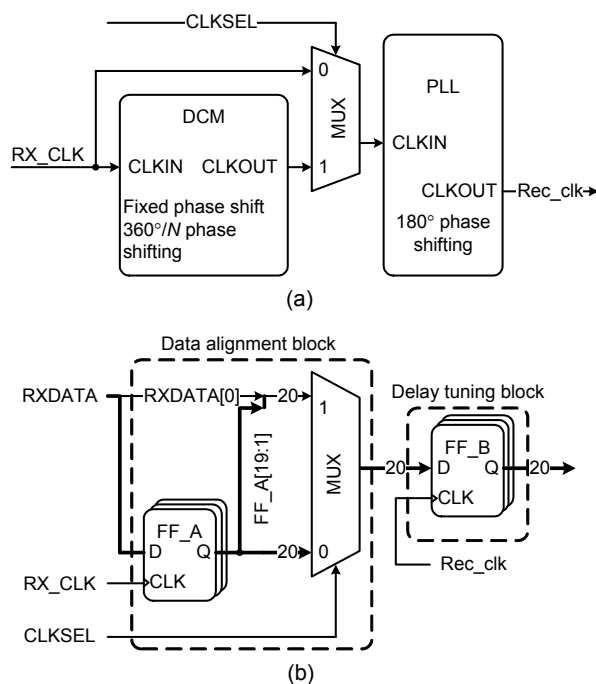 CLKSEL
0
MUX
1
PLL
CLKIN
CLKOUT
180° phase
shifting
Rec_clk
DCM
RX_CLK
CLKIN CLKOUT
Fixed phase shift
360°/N phase
shifting
(a)
Data alignment block
RXDATA
RXDATA[0]
20
1
FF_A[19:1]
MUX
Delay tuning block
FF_B
20
D Q
20
CLK
FF_A
D Q
20
0
RX_CLK
CLK
Rec_clk
CLKSEL
(b)